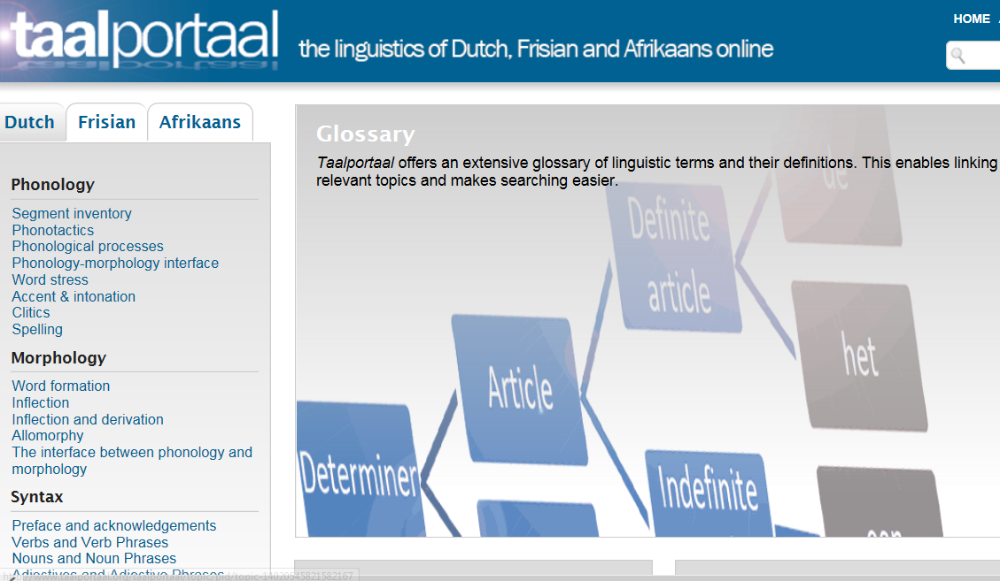 taalportaal
the linguistics of Dutch, Frisian and Afrikaans online
HOME
Dutch
Frisian
Afrikaans
Phonology
Segment inventory
Phonotactics
Phonological processes
Phonology-morphology interface
Word stress
Accent & intonation
Clitics
Spelling
Morphology
Word formation
Inflection
Inflection and derivation
Allomorphy
The interface between phonology and
morphology
Syntax
Preface and acknowledgements
Verbs and Verb Phrases
Nouns and Noun Phrases
Adjectives and Adjective Phrases
Glossary
Taalportaal offers an extensive glossary of linguistic terms and their definitions. This enables linking
relevant topics and makes searching easier.
Determiner
Article
Definite
article
Indefinite
de
het
een